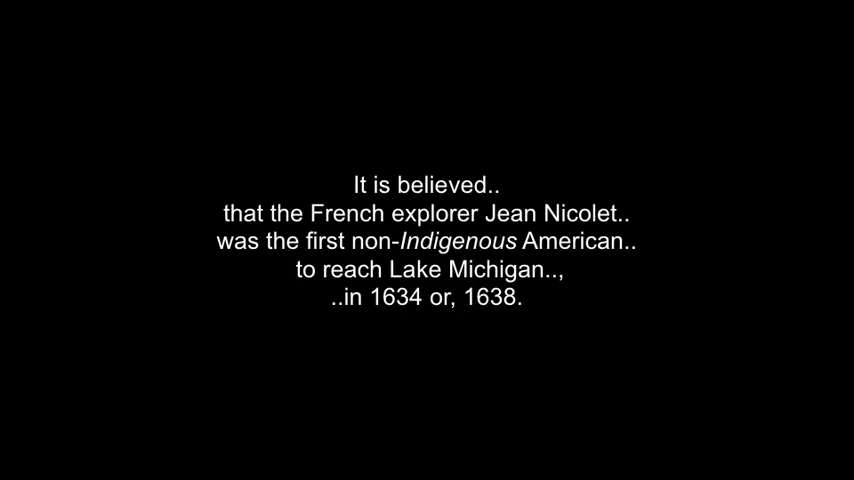 It is believed..
that the French explorer Jean Nicolet..
was the first non-Indigenous American..
to reach Lake Michigan..,
..in 1634 or, 1638.